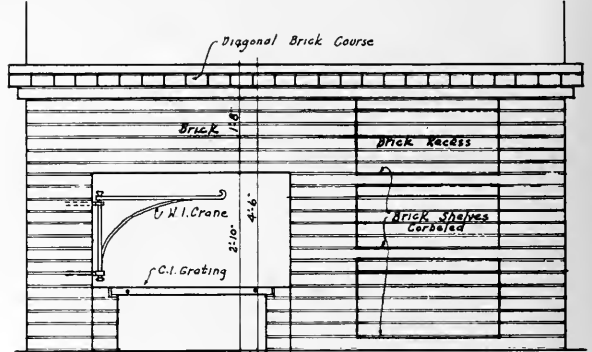 Diagonal Brick Course
Brick
1'-8"
Brick Recess
W.I. Crane
2'-10"
4'-6"
Brick Shelves
Corbeled
C.I. Grating